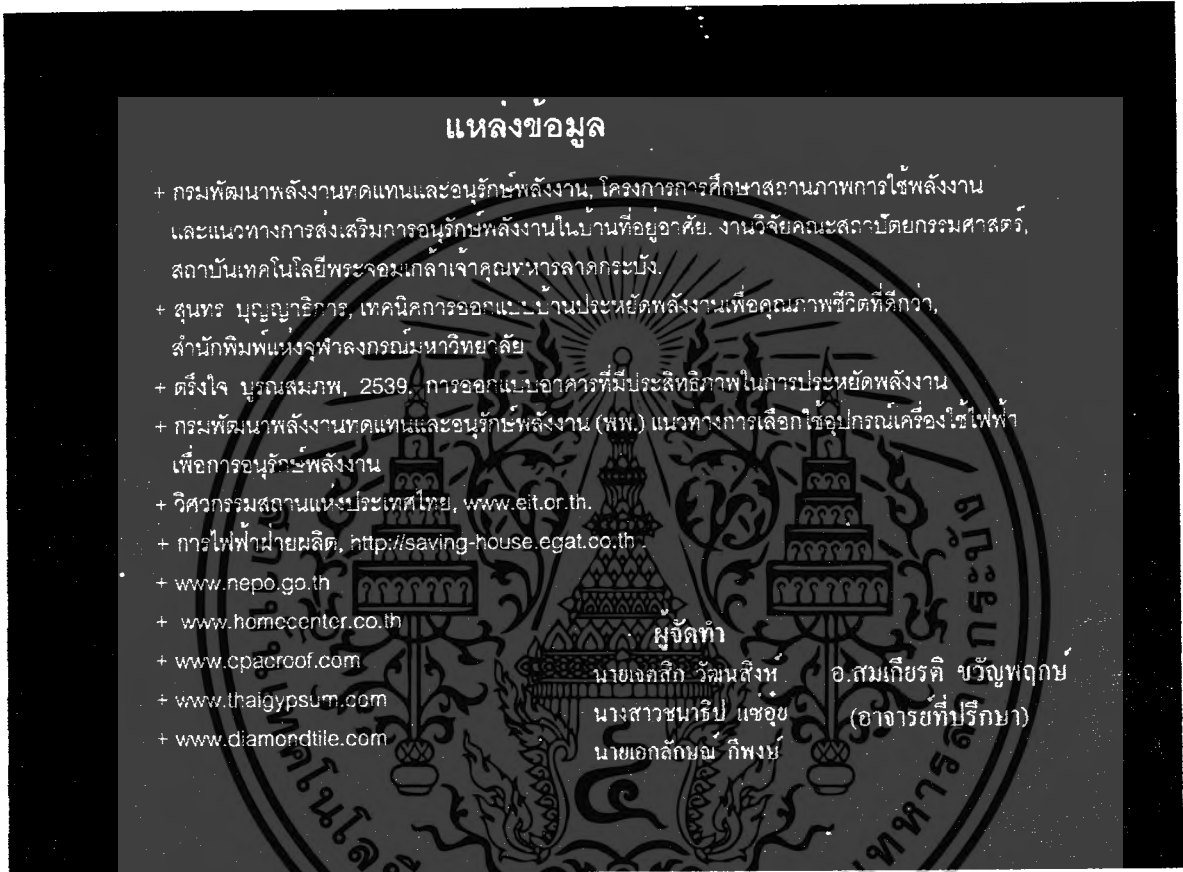 แหล่งข้อมูล
+ กรมพัฒนาพลังงานทดแทนและอนุรักษ์พลังงาน, โครงการการศึกษาสถานภาพการใช้พลังงาน
และแนวทางการส่งเสริมการอนุรักษ์พลังงานในบ้านที่อยู่อาศัย. งานวิจัยคณะสถาปัตยกรรมศาสตร์,
สถาบันเทคโนโลยีพระจอมเกล้าเจ้าคุณทหารลาดกระบัง.
+ สุนทร บุญญาธิการ, เทคนิคการออกแบบบ้านประหยัดพลังงานเพื่อคุณภาพชีวิตที่ดีกว่า,
สำนักพิมพ์แห่งจุฬาลงกรณ์มหาวิทยาลัย
+ ตรึงใจ บูรณสมภพ, 2539. การออกแบบอาคารที่มีประสิทธิภาพในการประหยัดพลังงาน
+ กรมพัฒนาพลังงานทดแทนและอนุรักษ์พลังงาน (พพ.) แนวทางการเลือกใช้อุปกรณ์เครื่องใช้ไฟฟ้า
เพื่อการอนุรักษ์พลังงาน
+ วิศวกรรมสถานแห่งประเทศไทย, www.eit.or.th.
+ การไฟฟ้าฝ่ายผลิต, http://saving-house.egat.co.th .
+ www.nepo.go.th
+ www.homecenter.co.th
+ www.cpacroof.com
+ www.thaigypsum.com
+ www.diamondtile.com
ผู้จัดทำ
นายเจตสิก วัฒนสิงห์ อ.สมเกียรติ ขวัญพฤกษ์
นางสาวชนาธิป แซ่อุ่ย (อาจารย์ที่ปรึกษา)
นายเอกลักษณ์ กีพงษ์